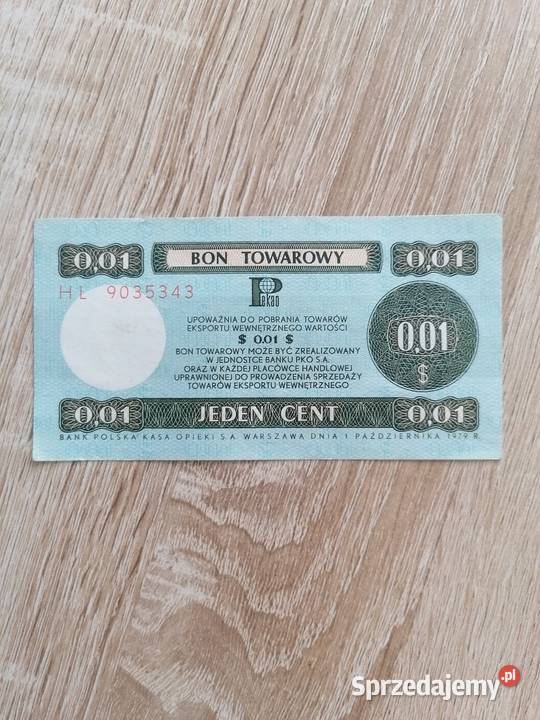 0,01 BON TOWAROWY 0,01
HŁ 9035343
Pekao
UPOWAŻNIA DO POBRANIA TOWARÓW
EKSPORTU WEWNĘTRZNEGO WARTOŚCI
$ 0.01 $
BON TOWAROWY MOŻE BYĆ ZREALIZOWANY
W JEDNOSTCE BANKU PKO S.A.
ORAZ W KAŻDEJ PLACÓWCE HANDLOWEJ
UPRAWNIONEJ DO PROWADZENIA SPRZEDAŻY
TOWARÓW EKSPORTU WEWNĘTRZNEGO
0,01
$
0,01 JEDEN CENT 0,01
BANK POLSKA KASA OPIEKI S.A. WARSZAWA DNIA 1 PAŹDZIERNIKA 1979 R.
Sprzedajemy.pl